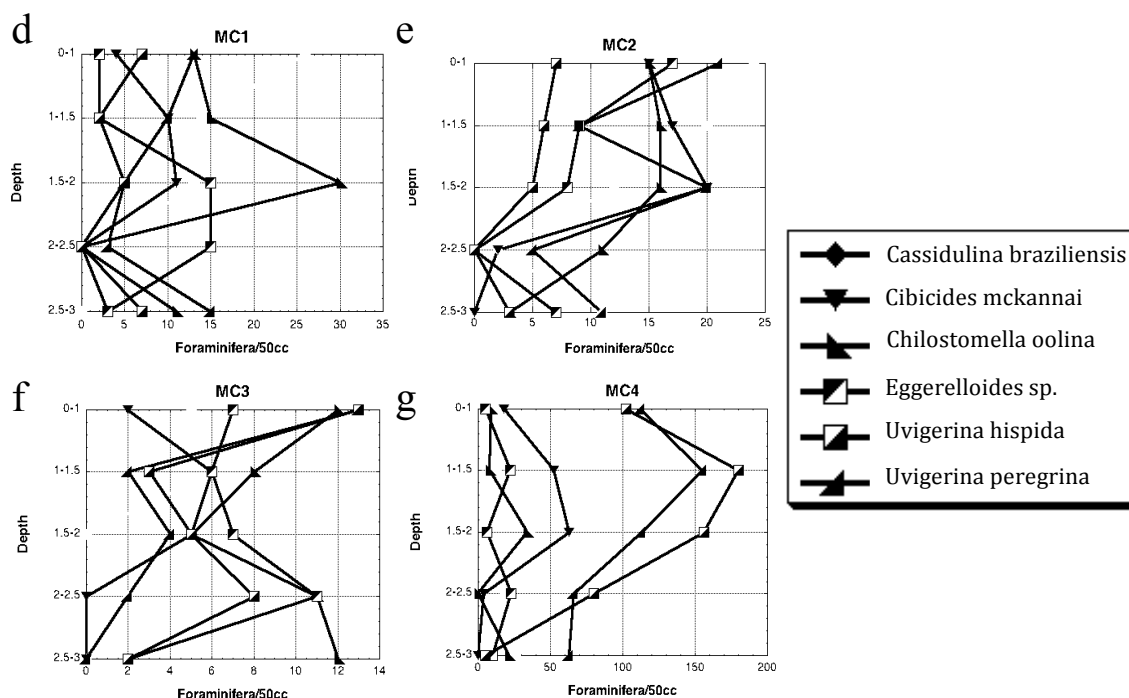 d
MC1
0-1
1-1.5
1.5-2
2-2.5
2.5-3
Depth
0 5 10 15 20 25 30 35
Foraminifera/50cc
e
MC2
0-1
1-1.5
1.5-2
2-2.5
2.5-3
Depth
0 5 10 15 20 25
Foraminifera/50cc
f
MC3
0-1
1-1.5
1.5-2
2-2.5
2.5-3
Depth
0 2 4 6 8 10 12 14
Foraminifera/50cc
g
MC4
0-1
1-1.5
1.5-2
2-2.5
2.5-3
Depth
0 50 100 150 200
Foraminifera/50cc
Cassidulina braziliensis
Cibicides mckannai
Chilostomella oolina
Eggerelloides sp.
Uvigerina hispida
Uvigerina peregrina